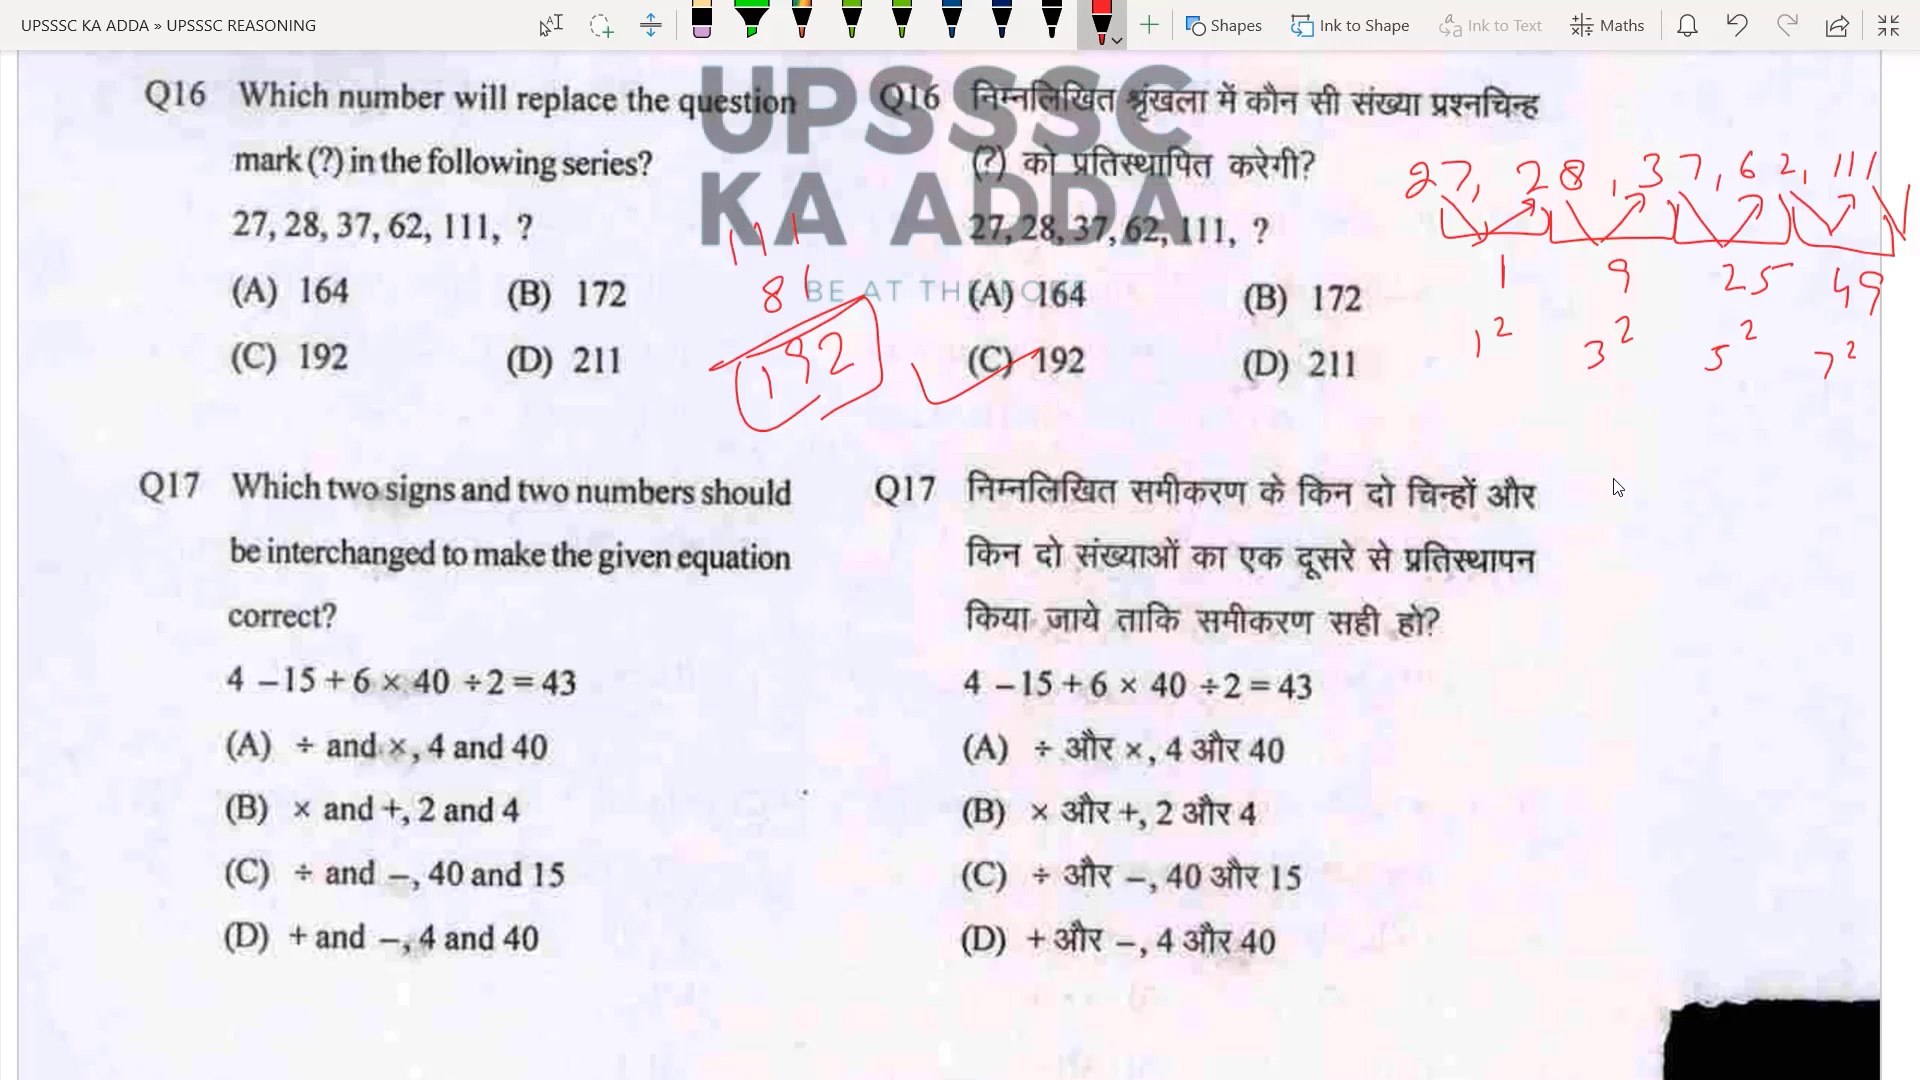 UPSSSC KA ADDA » UPSSSC REASONING
Shapes
Ink to Shape
Ink to Text
Maths
UPSSSC
KA ADDA
Q16 Which number will replace the question
mark (?) in the following series?
27, 28, 37, 62, 111, ?
(A) 164 (B) 172
(C) 192 (D) 211
Q16 निम्नलिखित श्रृंखला में कौन सी संख्या प्रश्नचिन्ह
(?) को प्रतिस्थापित करेगी?
27, 28, 37, 62, 111, ?
(A) 164 (B) 172
(C) 192 (D) 211
111
81
192
27, 28, 37, 62, 111
1 9 25 49
1² 3² 5² 7²
Q17 Which two signs and two numbers should
be interchanged to make the given equation
correct?
4 – 15 + 6 × 40 ÷ 2 = 43
(A) ÷ and ×, 4 and 40
(B) × and +, 2 and 4
(C) ÷ and –, 40 and 15
(D) + and –, 4 and 40
Q17 निम्नलिखित समीकरण के किन दो चिन्हों और
किन दो संख्याओं का एक दूसरे से प्रतिस्थापन
किया जाये ताकि समीकरण सही हो?
4 – 15 + 6 × 40 ÷ 2 = 43
(A) ÷ और ×, 4 और 40
(B) × और +, 2 और 4
(C) ÷ और –, 40 और 15
(D) + और –, 4 और 40